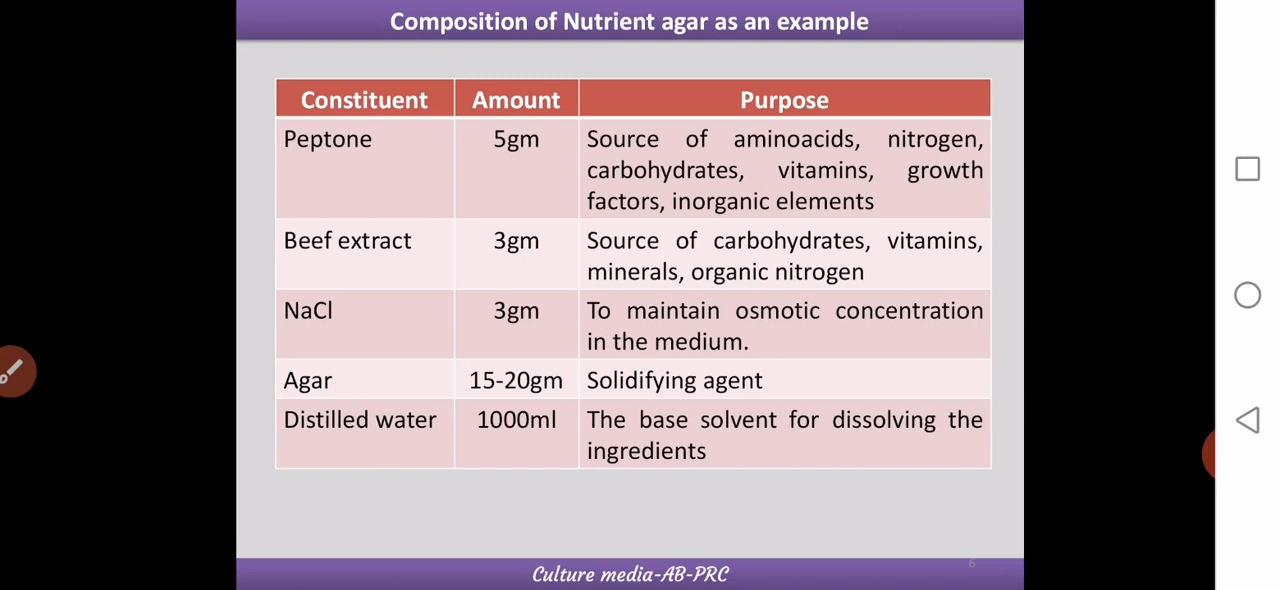 Composition of Nutrient agar as an example
Constituent Amount Purpose
Peptone 5gm Source of aminoacids, nitrogen,
carbohydrates, vitamins, growth
factors, inorganic elements
Beef extract 3gm Source of carbohydrates, vitamins,
minerals, organic nitrogen
NaCl 3gm To maintain osmotic concentration
in the medium.
Agar 15-20gm Solidifying agent
Distilled water 1000ml The base solvent for dissolving the
ingredients
6
Culture media-AB-PRC